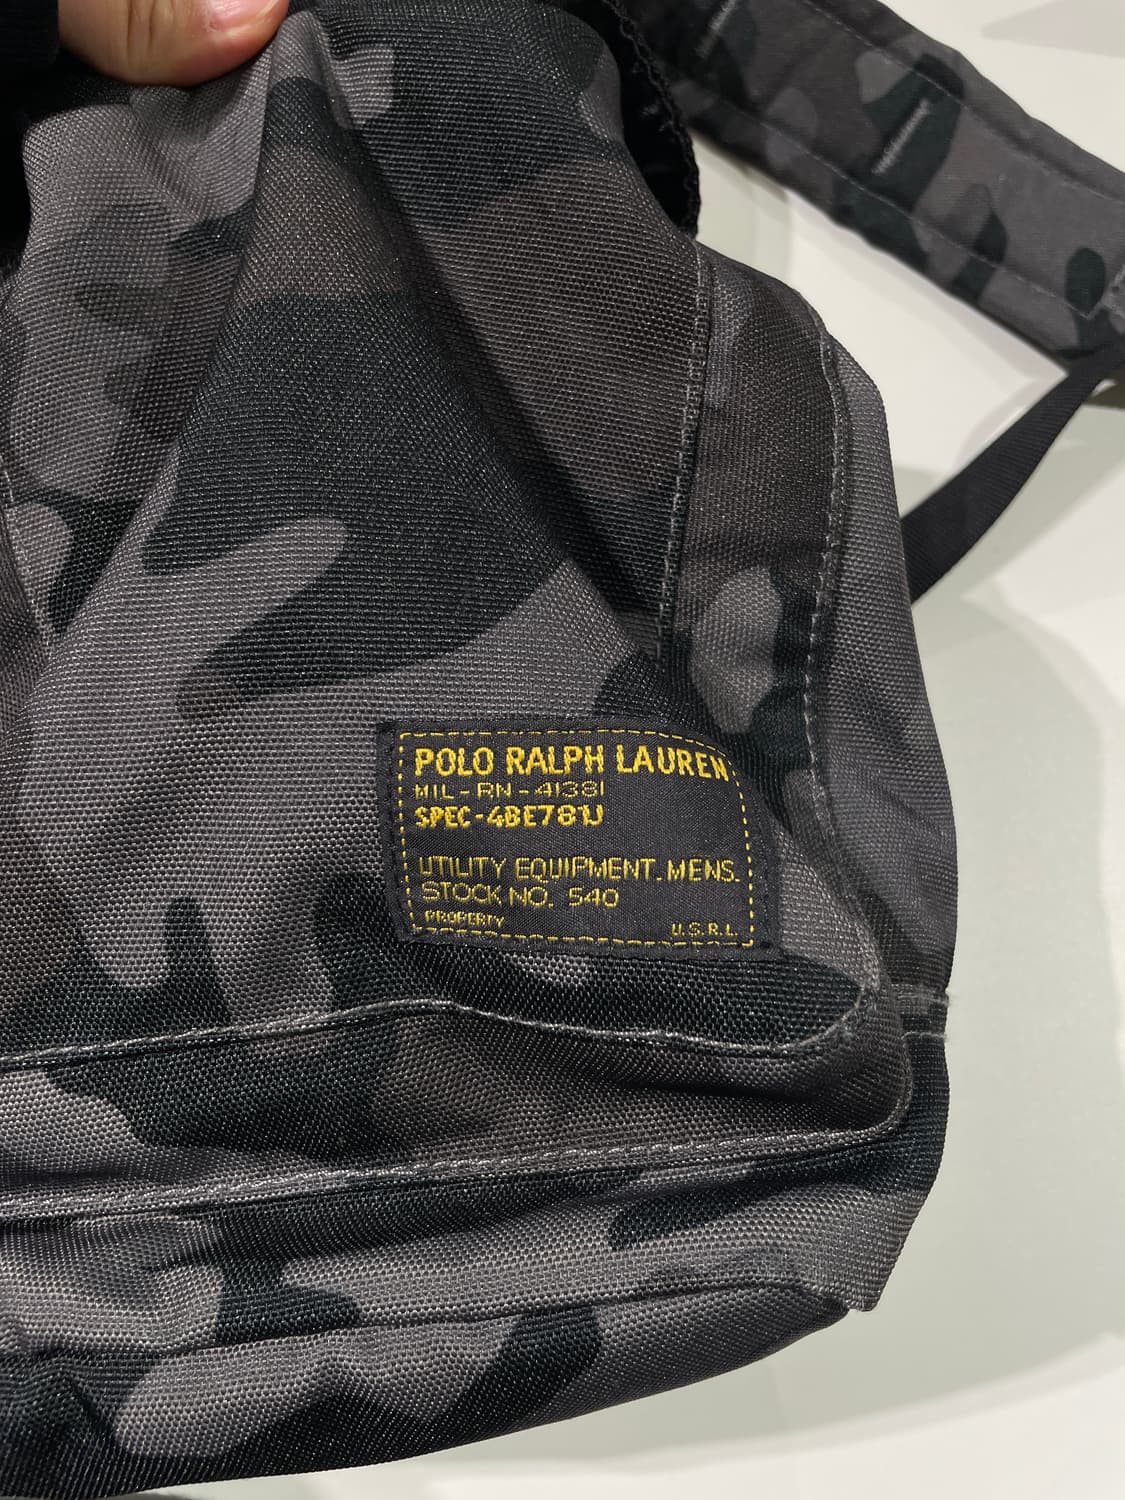 POLO RALPH LAUREN
MIL-RN-41381
SPEC-4BE781J
UTILITY EQUIPMENT. MENS.
STOCK NO. 540
PROPERTY U.S.R.L.